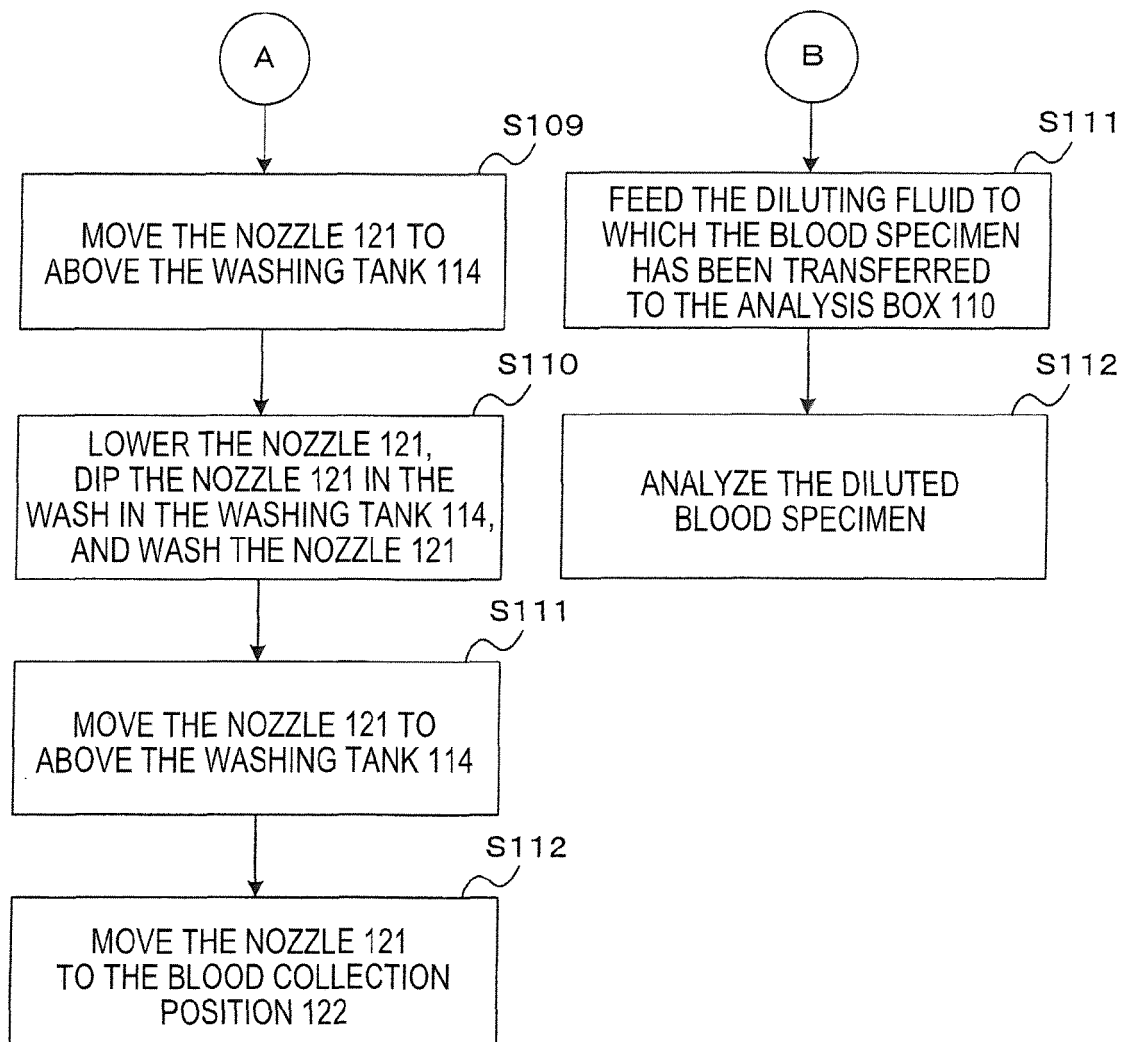 A
S109
MOVE THE NOZZLE 121 TO
ABOVE THE WASHING TANK 114
S110
LOWER THE NOZZLE 121,
DIP THE NOZZLE 121 IN THE
WASH IN THE WASHING TANK 114,
AND WASH THE NOZZLE 121
S111
MOVE THE NOZZLE 121 TO
ABOVE THE WASHING TANK 114
S112
MOVE THE NOZZLE 121
TO THE BLOOD COLLECTION
POSITION 122
B
S111
FEED THE DILUTING FLUID TO
WHICH THE BLOOD SPECIMEN
HAS BEEN TRANSFERRED
TO THE ANALYSIS BOX 110
S112
ANALYZE THE DILUTED
BLOOD SPECIMEN